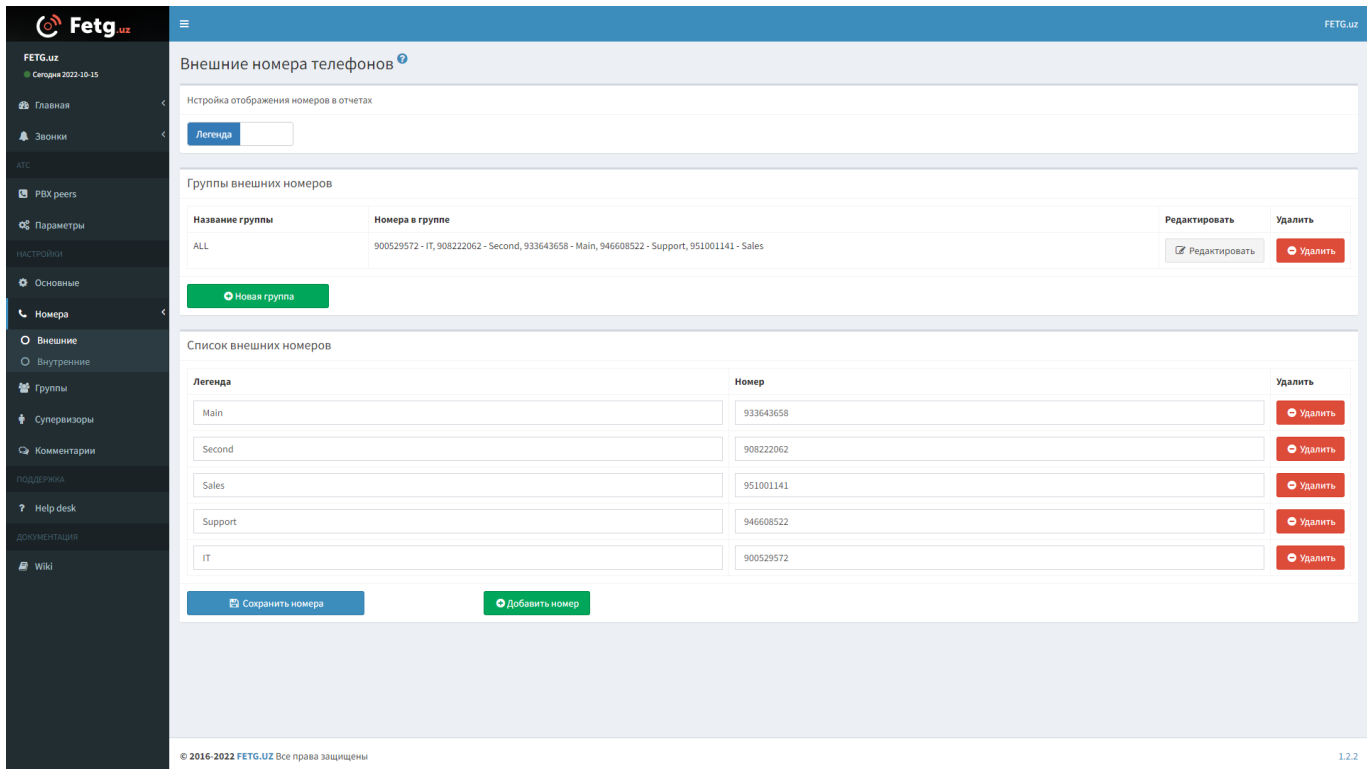 Fetg.uz
FETG.uz
FETG.uz
Сегодня 2022-10-15
Главная
Звонки
АТС
PBX peers
Параметры
НАСТРОЙКИ
Основные
Номера
Внешние
Внутренние
Группы
Супервизоры
Комментарии
ПОДДЕРЖКА
Help desk
ДОКУМЕНТАЦИЯ
Wiki
Внешние номера телефонов ?
Нстройка отображения номеров в отчетах
Легенда
Группы внешних номеров
Название группы Номера в группе Редактировать Удалить
ALL 900529572 - IT, 908222062 - Second, 933643658 - Main, 946608522 - Support, 951001141 - Sales Редактировать Удалить
Новая группа
Список внешних номеров
Легенда Номер Удалить
Main 933643658 Удалить
Second 908222062 Удалить
Sales 951001141 Удалить
Support 946608522 Удалить
IT 900529572 Удалить
Сохранить номера Добавить номер
© 2016-2022 FETG.UZ Все права защищены 1.2.2